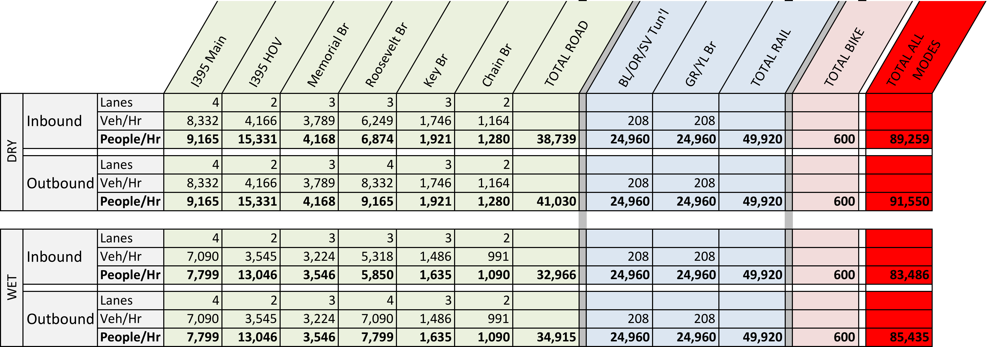 I395 Main I395 HOV Memorial Br Roosevelt Br Key Br Chain Br TOTAL ROAD BL/OR/SV Tun'l GR/YL Br TOTAL RAIL TOTAL BIKE TOTAL ALL MODES
DRY
Inbound
Lanes 4 2 3 3 3 2
Veh/Hr 8,332 4,166 3,789 6,249 1,746 1,164 208 208
People/Hr 9,165 15,331 4,168 6,874 1,921 1,280 38,739 24,960 24,960 49,920 600 89,259
Outbound
Lanes 4 2 3 4 3 2
Veh/Hr 8,332 4,166 3,789 8,332 1,746 1,164 208 208
People/Hr 9,165 15,331 4,168 9,165 1,921 1,280 41,030 24,960 24,960 49,920 600 91,550
WET
Inbound
Lanes 4 2 3 3 3 2
Veh/Hr 7,090 3,545 3,224 5,318 1,486 991 208 208
People/Hr 7,799 13,046 3,546 5,850 1,635 1,090 32,966 24,960 24,960 49,920 600 83,486
Outbound
Lanes 4 2 3 4 3 2
Veh/Hr 7,090 3,545 3,224 7,090 1,486 991 208 208
People/Hr 7,799 13,046 3,546 7,799 1,635 1,090 34,915 24,960 24,960 49,920 600 85,435